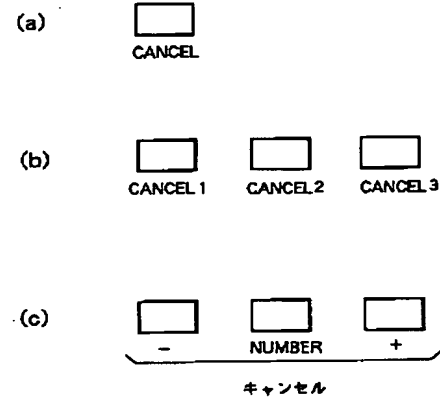 (a)
CANCEL
(b)
CANCEL 1 CANCEL 2 CANCEL 3
(c)
− NUMBER +
キャンセル